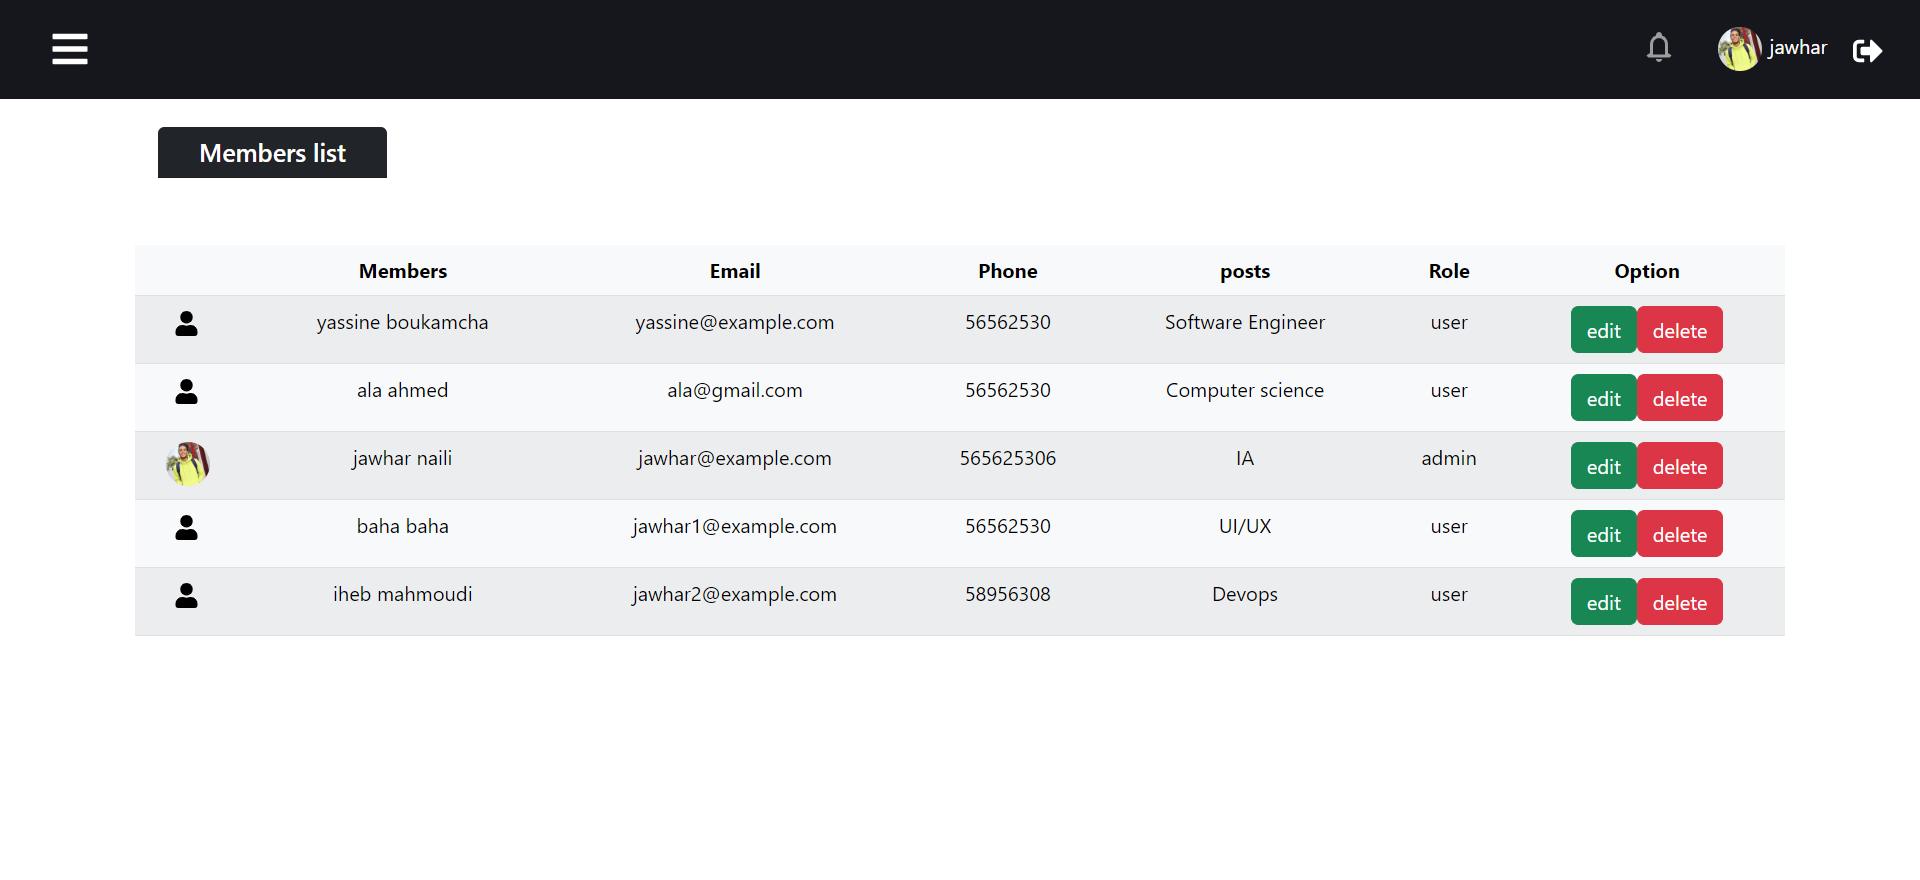 jawhar
Members list
Members Email Phone posts Role Option
yassine boukamcha yassine@example.com 56562530 Software Engineer user edit delete
ala ahmed ala@gmail.com 56562530 Computer science user edit delete
jawhar naili jawhar@example.com 565625306 IA admin edit delete
baha baha jawhar1@example.com 56562530 UI/UX user edit delete
iheb mahmoudi jawhar2@example.com 58956308 Devops user edit delete